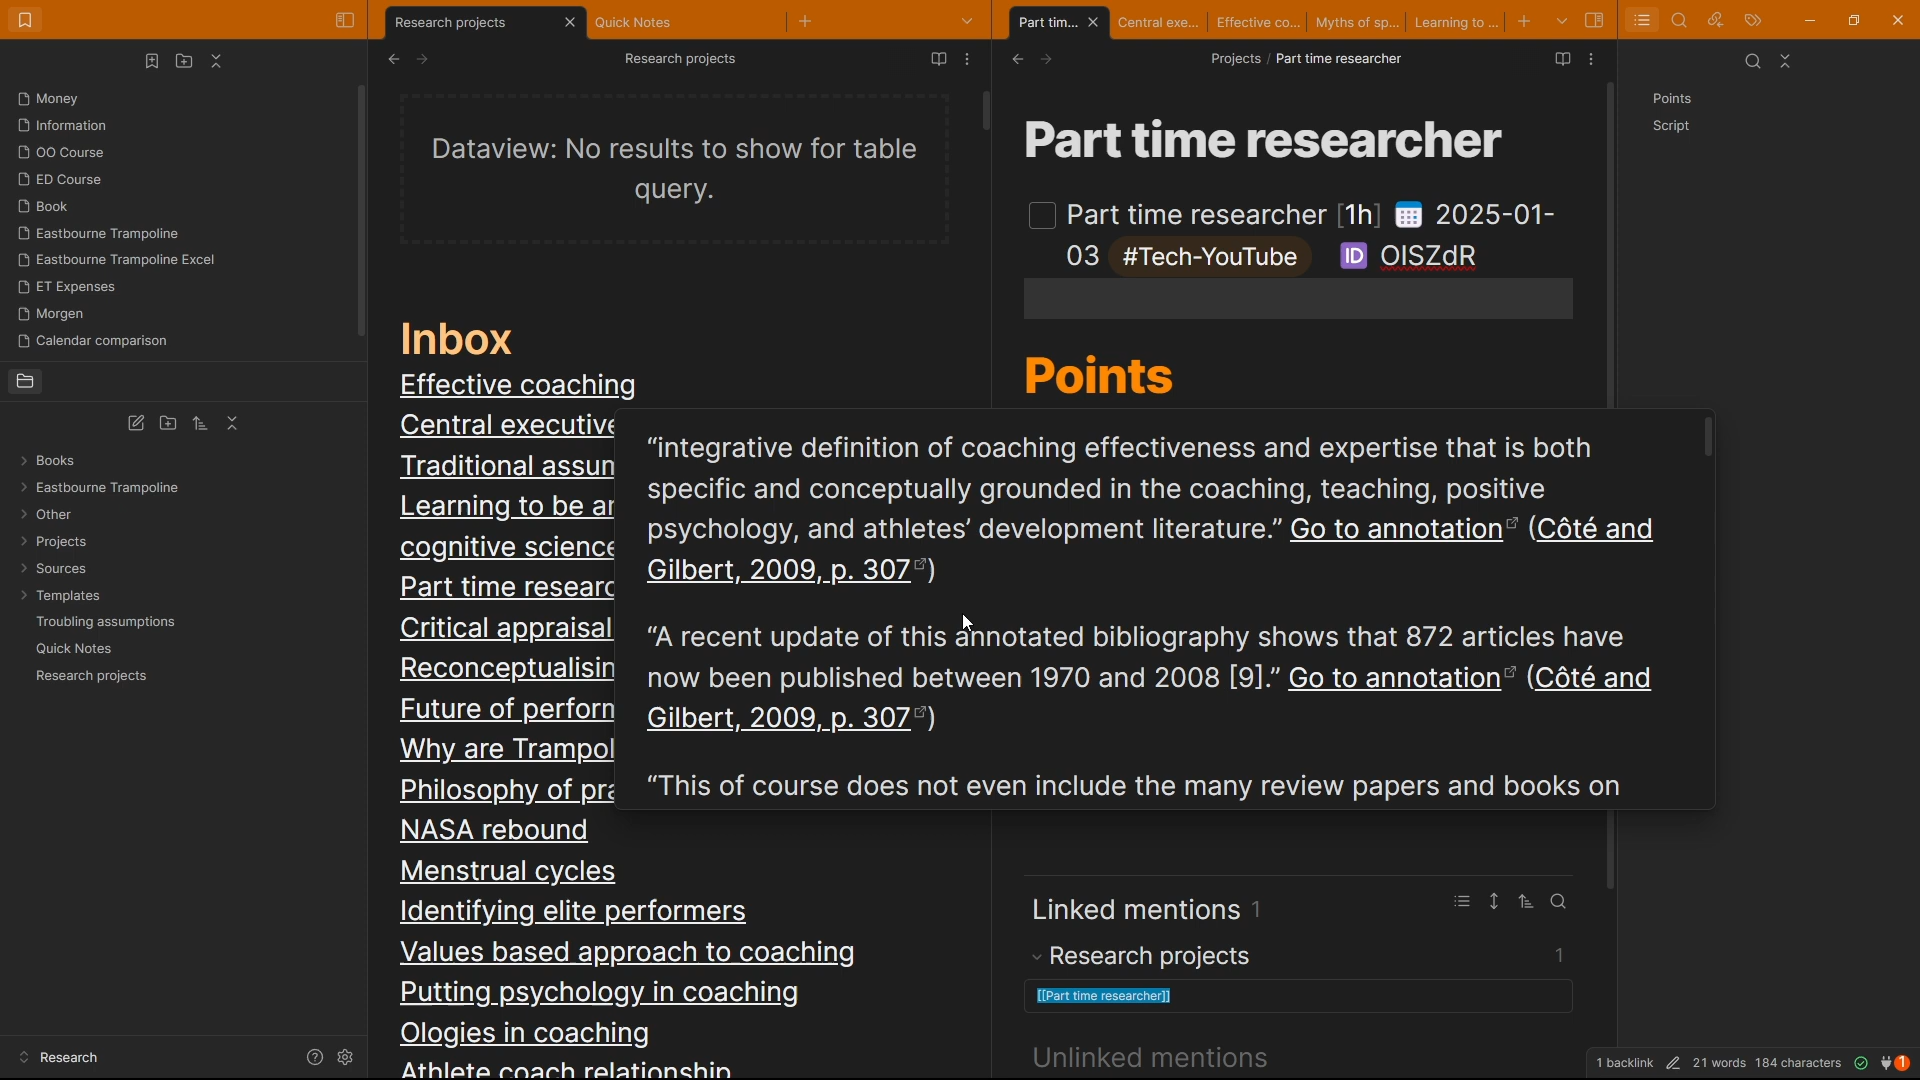 Research projects
Quick Notes
Part tim...
Central exe...
Effective co...
Myths of sp...
Learning to ...
Money
Information
OO Course
ED Course
Book
Eastbourne Trampoline
Eastbourne Trampoline Excel
ET Expenses
Morgen
Calendar comparison
Books
Eastbourne Trampoline
Other
Projects
Sources
Templates
Troubling assumptions
Quick Notes
Research projects
Research
Research projects
Dataview: No results to show for table
query.
Inbox
Effective coaching
Central executive
Traditional assum
Learning to be an
cognitive science
Part time researc
Critical appraisal
Reconceptualisin
Future of perform
Why are Trampol
Philosophy of pra
NASA rebound
Menstrual cycles
Identifying elite performers
Values based approach to coaching
Putting psychology in coaching
Ologies in coaching
Athlete coach relationship
Projects / Part time researcher
Part time researcher
Part time researcher [1h] 2025-01-
03 #Tech-YouTube ID OISZdR
Points
“integrative definition of coaching effectiveness and expertise that is both
specific and conceptually grounded in the coaching, teaching, positive
psychology, and athletes’ development literature.” Go to annotation (Côté and
Gilbert, 2009, p. 307)
“A recent update of this annotated bibliography shows that 872 articles have
now been published between 1970 and 2008 [9].” Go to annotation (Côté and
Gilbert, 2009, p. 307)
“This of course does not even include the many review papers and books on
Linked mentions 1
Research projects 1
[[Part time researcher]]
Unlinked mentions
Points
Script
1 backlink 21 words 184 characters 1